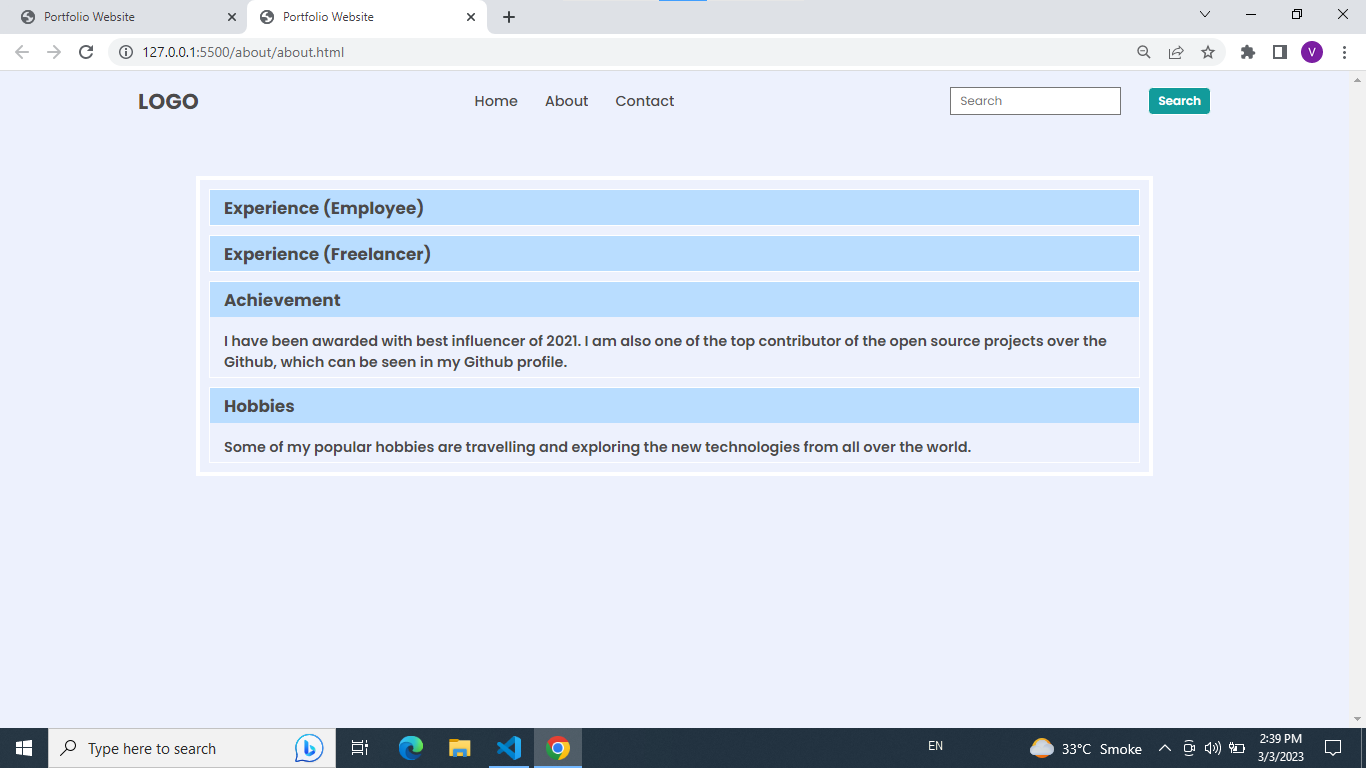 Portfolio Website
Portfolio Website
127.0.0.1:5500/about/about.html
V
LOGO
Home
About
Contact
Search
Search
Experience (Employee)
Experience (Freelancer)
Achievement
I have been awarded with best influencer of 2021. I am also one of the top contributor of the open source projects over the
Github, which can be seen in my Github profile.
Hobbies
Some of my popular hobbies are travelling and exploring the new technologies from all over the world.
Type here to search
EN
33°C Smoke
2:39 PM
3/3/2023